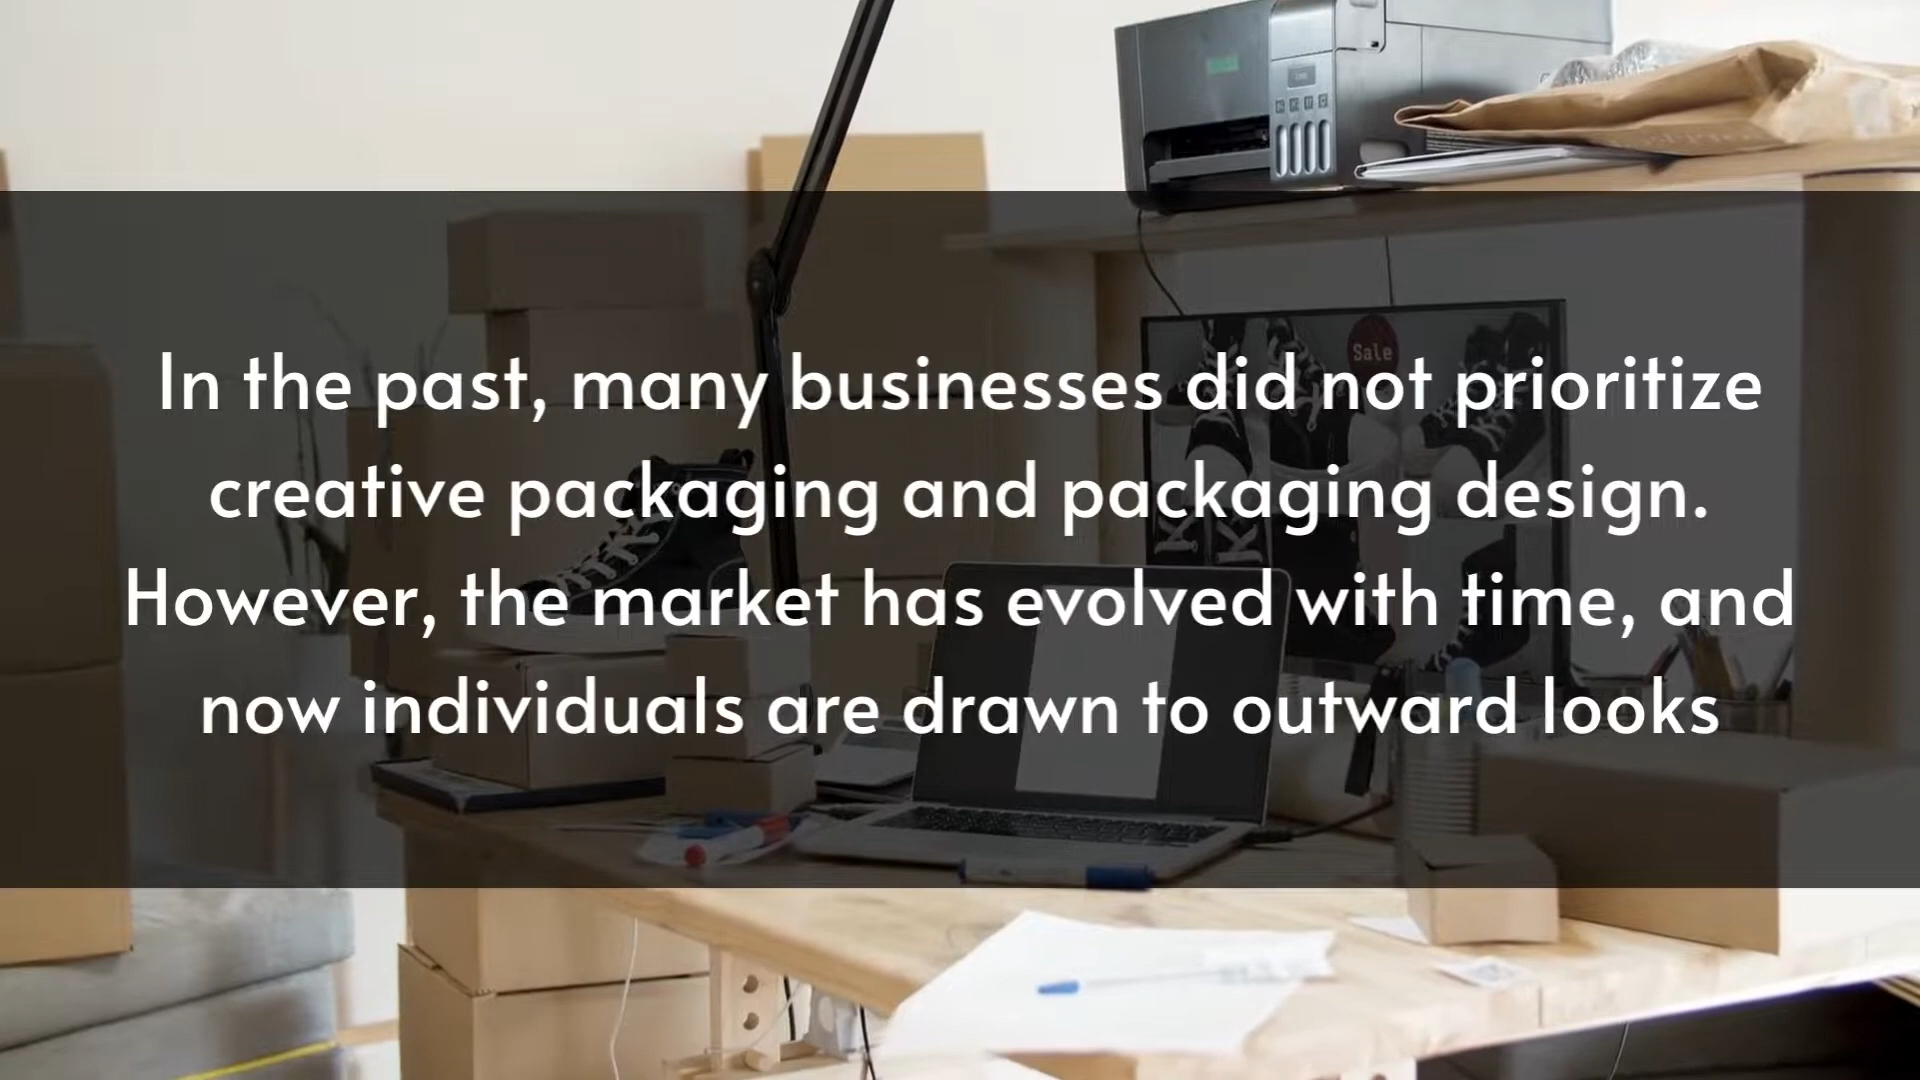 In the past, many businesses did not prioritize
creative packaging and packaging design.
However, the market has evolved with time, and
now individuals are drawn to outward looks
Sale